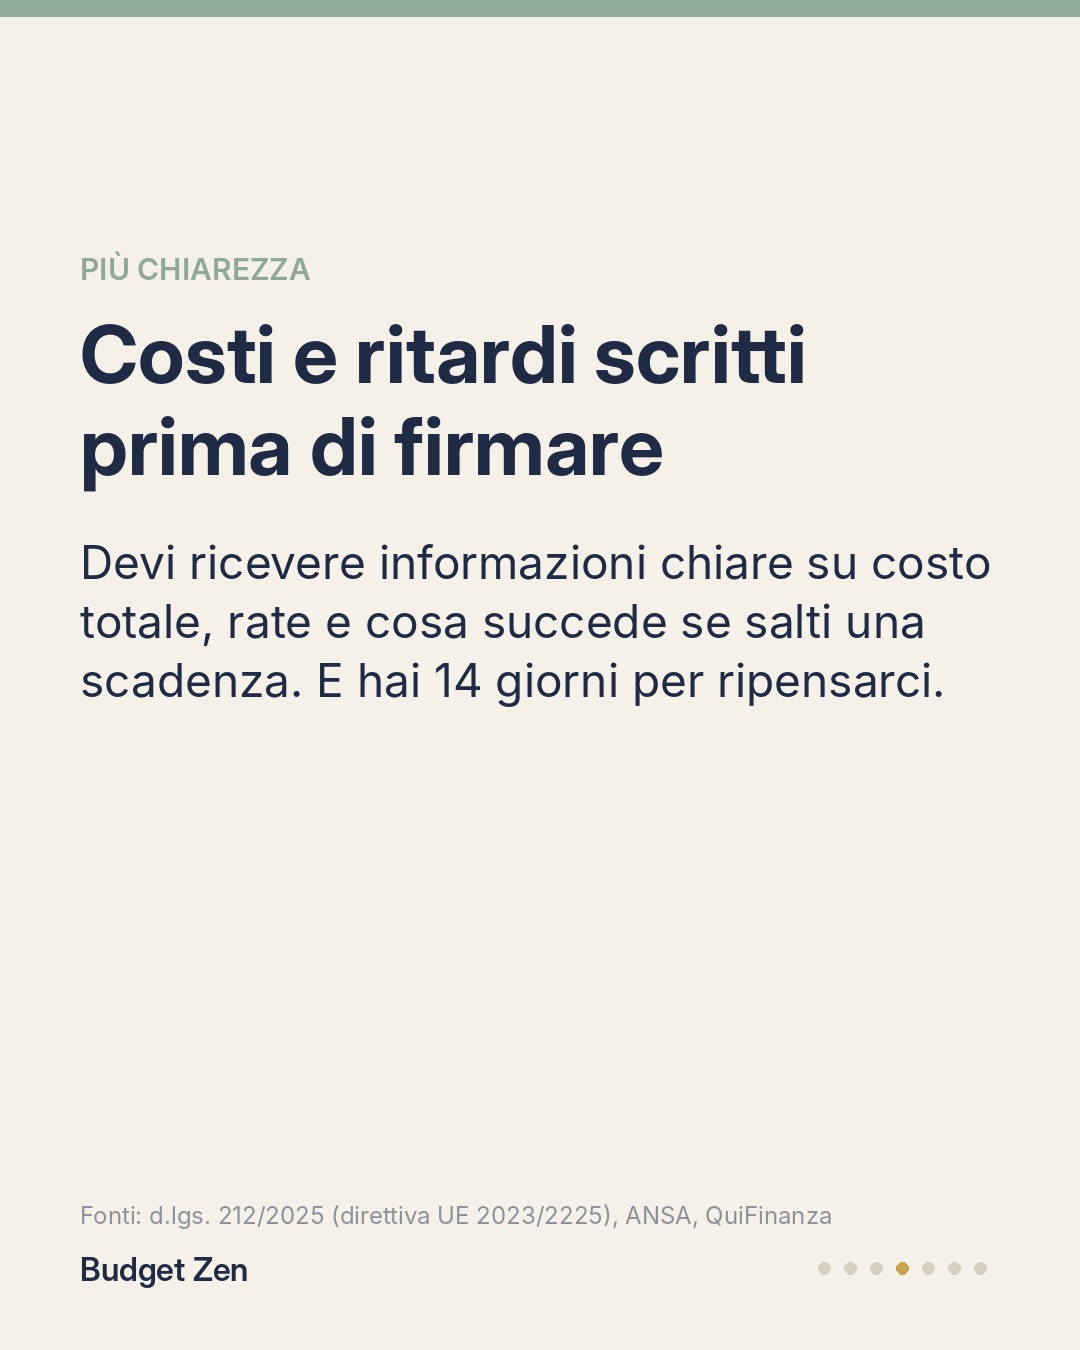 PIÙ CHIAREZZA
Costi e ritardi scritti
prima di firmare
Devi ricevere informazioni chiare su costo
totale, rate e cosa succede se salti una
scadenza. E hai 14 giorni per ripensarci.
Fonti: d.lgs. 212/2025 (direttiva UE 2023/2225), ANSA, QuiFinanza
Budget Zen